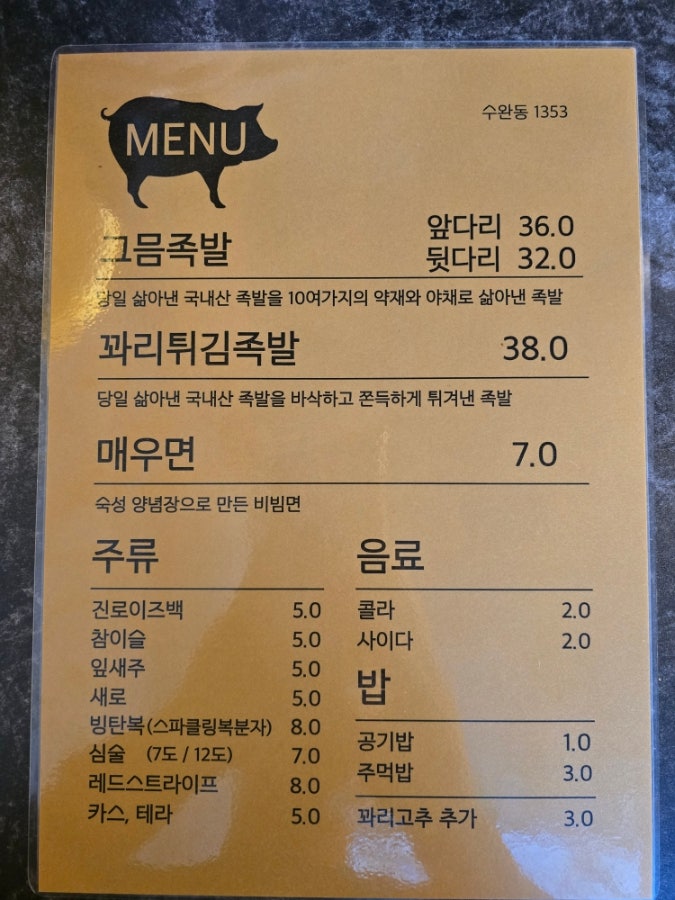 MENU
수완동 1353
그믐족발
앞다리 36.0
뒷다리 32.0
당일 삶아낸 국내산 족발을 10여가지의 약재와 야채로 삶아낸 족발
꽈리튀김족발 38.0
당일 삶아낸 국내산 족발을 바삭하고 쫀득하게 튀겨낸 족발
매우면 7.0
숙성 양념장으로 만든 비빔면
주류
진로이즈백 5.0
참이슬 5.0
잎새주 5.0
새로 5.0
빙탄복(스파클링복분자) 8.0
심술 (7도 / 12도) 7.0
레드스트라이프 8.0
카스, 테라 5.0
음료
콜라 2.0
사이다 2.0
밥
공기밥 1.0
주먹밥 3.0
꽈리고추 추가 3.0